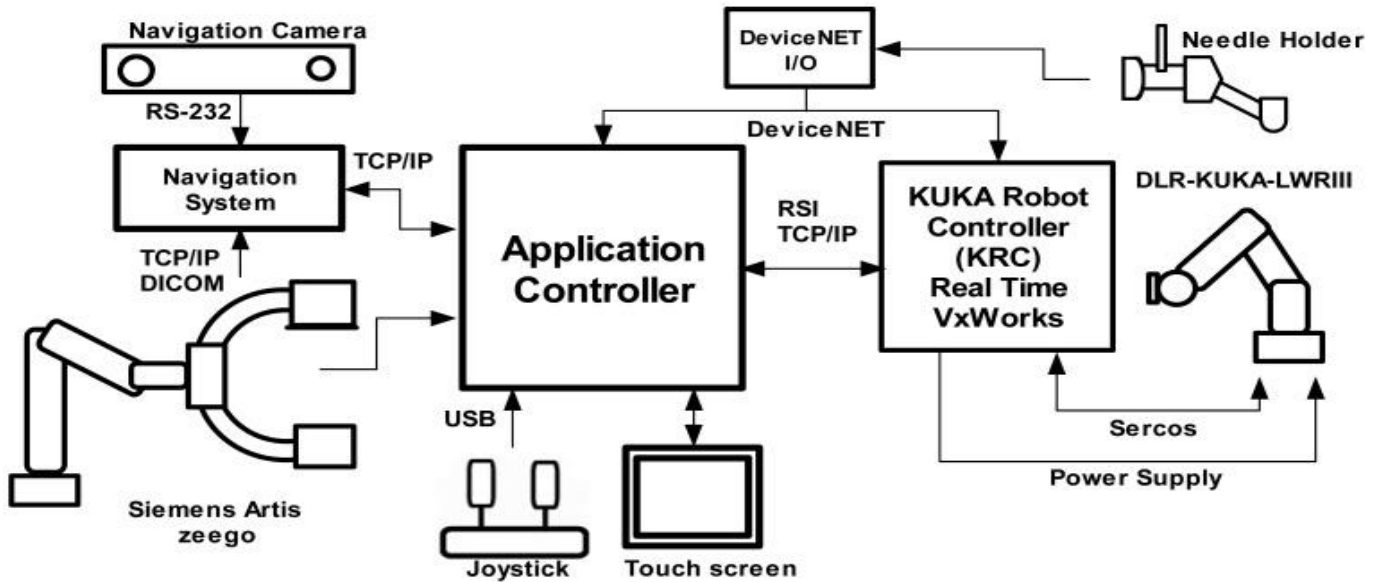 Navigation Camera
RS-232
Navigation
System
TCP/IP
TCP/IP
DICOM
Siemens Artis
zeego
DeviceNET
I/O
DeviceNET
Needle Holder
Application
Controller
RSI
TCP/IP
KUKA Robot
Controller
(KRC)
Real Time
VxWorks
DLR-KUKA-LWRIII
USB
Joystick
Touch screen
Sercos
Power Supply